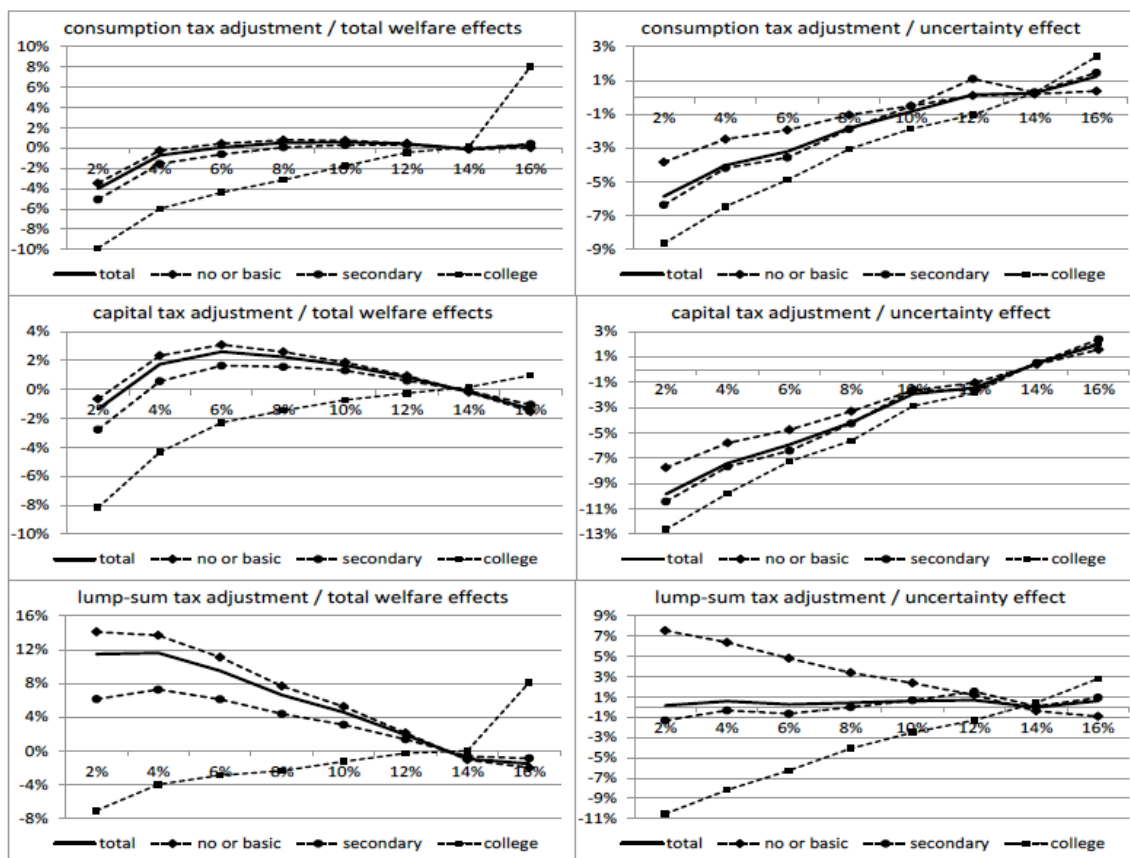 consumption tax adjustment / total welfare effects
10%
8%
6%
4%
2%
0%
-2%
-4%
-6%
-8%
-10%
2% 4% 6% 8% 10% 12% 14% 16%
total no or basic secondary college
consumption tax adjustment / uncertainty effect
3%
1%
-1%
-3%
-5%
-7%
-9%
2% 4% 6% 8% 10% 12% 14% 16%
total no or basic secondary college
capital tax adjustment / total welfare effects
4%
2%
0%
-2%
-4%
-6%
-8%
-10%
2% 4% 6% 8% 10% 12% 14% 16%
total no or basic secondary college
capital tax adjustment / uncertainty effect
3%
1%
-1%
-3%
-5%
-7%
-9%
-11%
-13%
2% 4% 6% 8% 10% 12% 14% 16%
total no or basic secondary college
lump-sum tax adjustment / total welfare effects
16%
12%
8%
4%
0%
-4%
-8%
2% 4% 6% 8% 10% 12% 14% 16%
total no or basic secondary college
lump-sum tax adjustment / uncertainty effect
9%
7%
5%
3%
1%
-1%
-3%
-5%
-7%
-9%
-11%
2% 4% 6% 8% 10% 12% 14% 16%
total no or basic secondary college